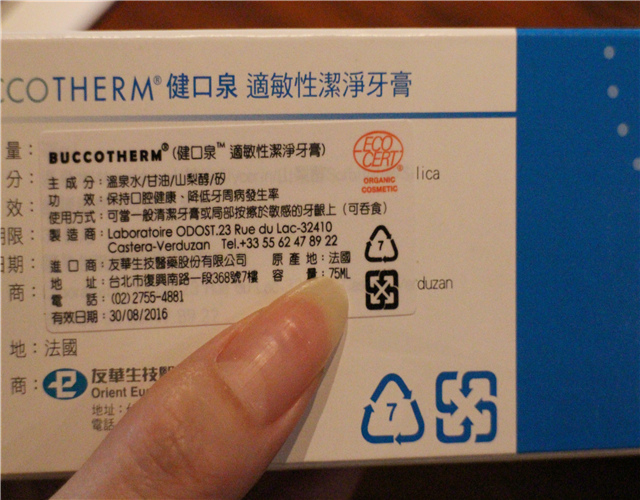 CCOTHERM® 健口泉 適敏性潔淨牙膏
量：
BUCCOTHERM®(健口泉™ 適敏性潔淨牙膏)
ECO CERT®
ORGANIC COSMETIC
分：
主成分：溫泉水/甘油/山梨醇/矽
lica
效：
功 效：保持口腔健康、降低牙周病發生率
使用方式：可當一般清潔牙膏或局部按擦於敏感的牙齦上（可吞食）
期限：
製造商：Laboratoire ODOST.23 Rue du Lac-32410
Castera-Verduzan Tel.+33 55 62 47 89 22
日期：
進口商：友華生技醫藥股份有限公司 原產地：法國
7
商：
地 址：台北市復興南路一段368號7樓 容 量：75ML
duzan
電 話：(02)2755-4881
有效日期：30/08/2016
地：法國
商：
友華生技
Orient Eu
地址：
電話
7